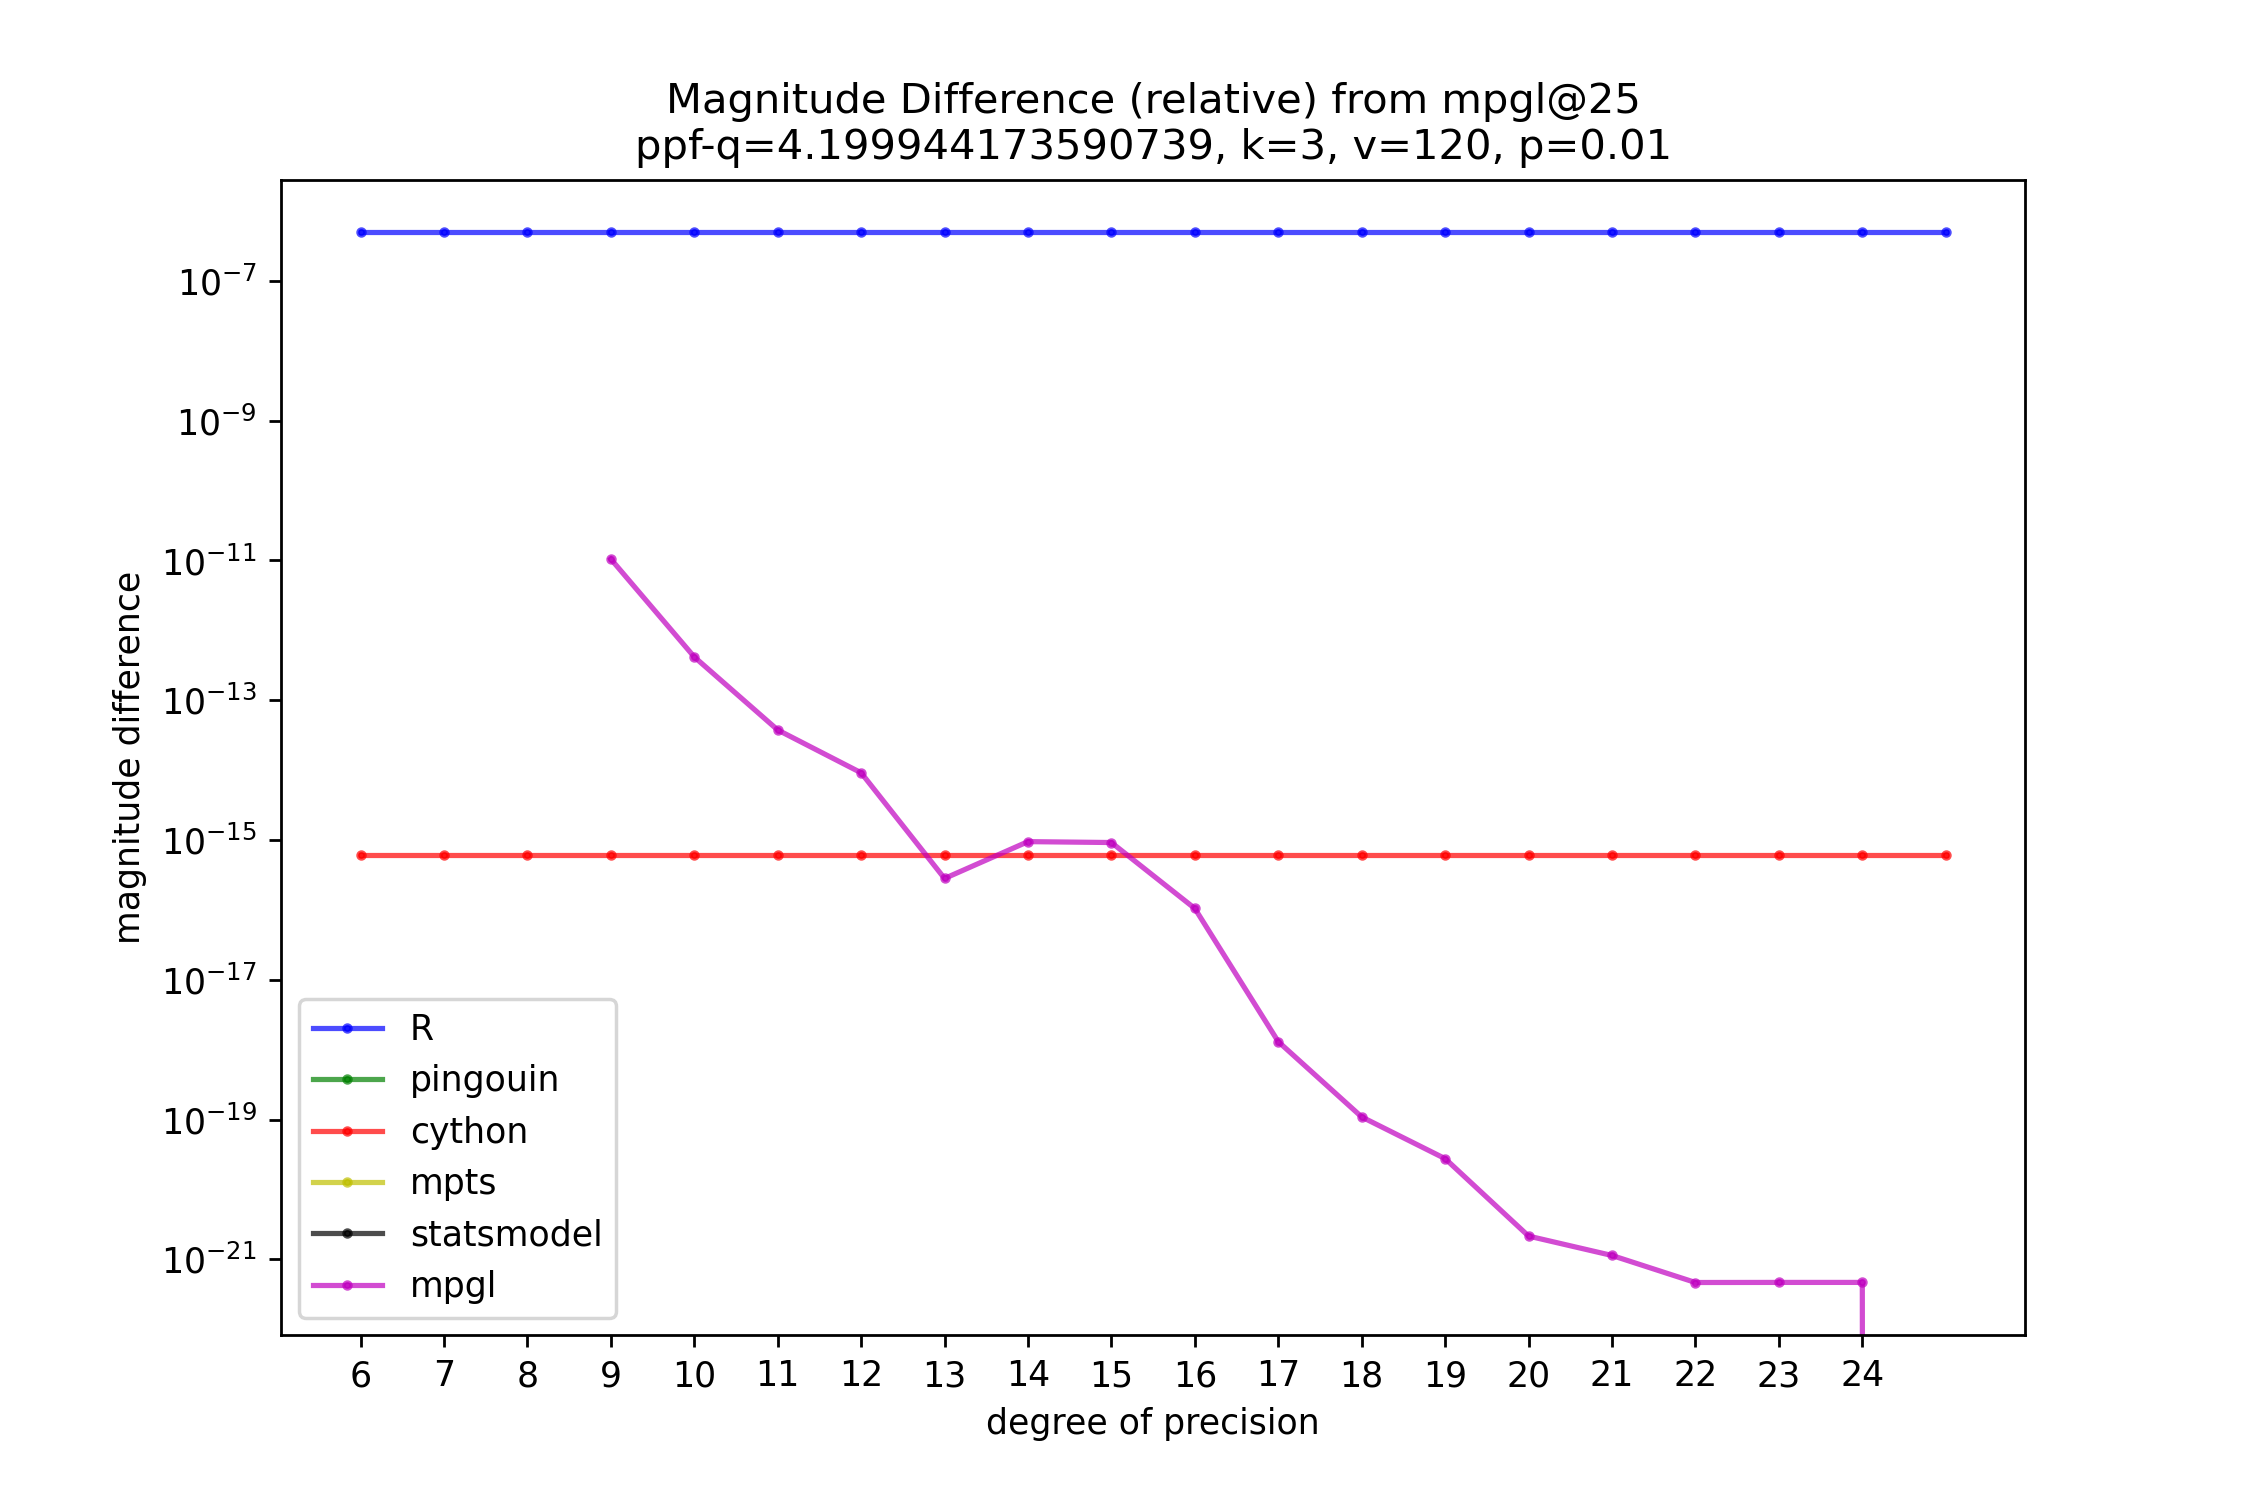 Magnitude Difference (relative) from mpgl@25
ppf-q=4.199944173590739, k=3, v=120, p=0.01
magnitude difference
10⁻⁷
10⁻⁹
10⁻¹¹
10⁻¹³
10⁻¹⁵
10⁻¹⁷
10⁻¹⁹
10⁻²¹
R
pingouin
cython
mpts
statsmodel
mpgl
6 7 8 9 10 11 12 13 14 15 16 17 18 19 20 21 22 23 24
degree of precision